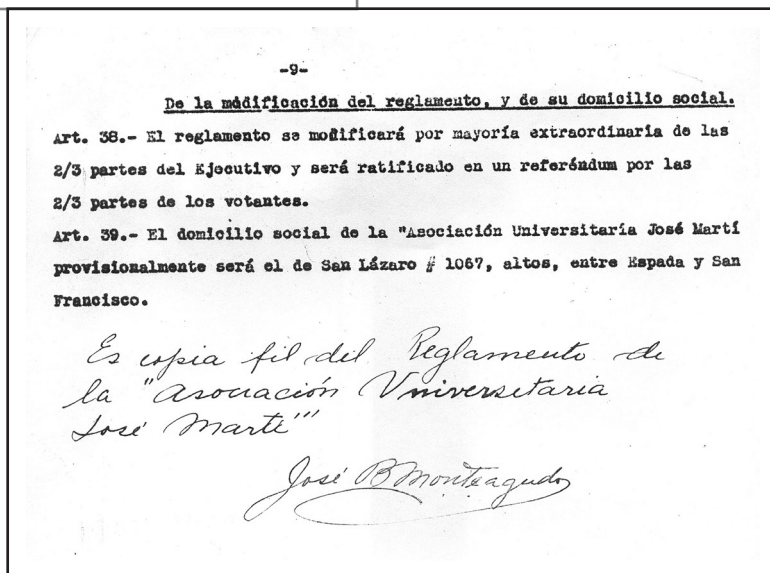 -9-
De la módificación del reglamento, y de su domicilio social.
Art. 38.- El reglamento se modificará por mayoría extraordinaria de las
2/3 partes del Ejecutivo y será ratificado en un referéndum por las
2/3 partes de los votantes.
Art. 39.- El domicilio social de la "Asociación Universitaría José Martí
provisionalmente será el de San Lázaro # 1067, altos, entre Espada y San
Francisco.
Es copia fil del Reglamento de
la "Asociación Universitaria
José Martí"
José B Monteagudo